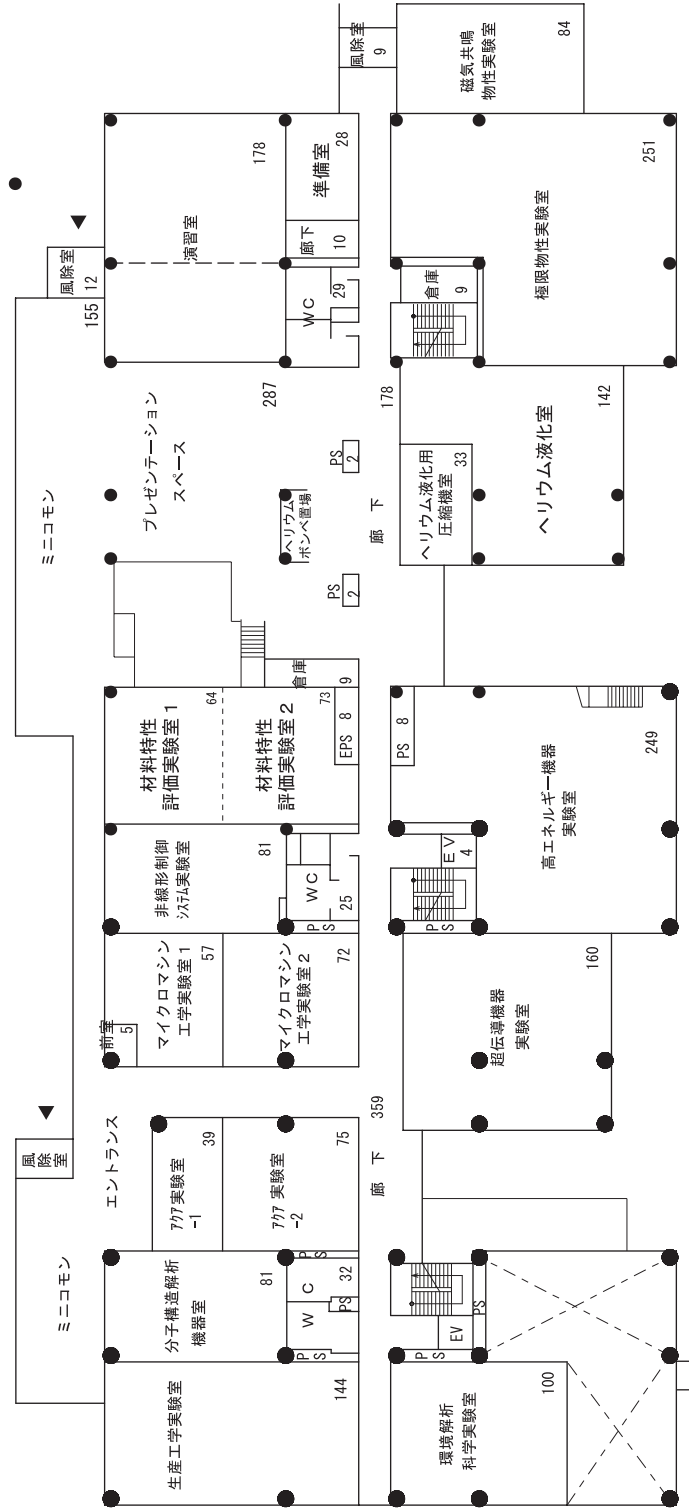 ミニコモン
ミニコモン
風除室
12
155
風除室
エントランス
生産工学実験室
144
分子構造解析
機器室
81
W C
32
PS
PS
PS
アクア実験室
-1
39
アクア実験室
-2
75
前室
5
マイクロマシン
工学実験室1
57
マイクロマシン
工学実験室2
72
非線形制御
システム実験室
81
WC
25
PS
材料特性
評価実験室1
64
材料特性
評価実験室2
73
EPS 8
倉庫
9
プレゼンテーション
スペース
287
ヘリウム
ボンベ置場
PS
2
PS
2
演習室
178
WC
29
廊下
10
準備室
28
風除室
9
廊 下
359
廊 下
178
環境解析
科学実験室
100
PS
EV
PS
超伝導機器
実験室
160
PS
EV
4
高エネルギー機器
実験室
249
PS 8
ヘリウム液化用
圧縮機室
33
ヘリウム液化室
142
倉庫
9
極限物性実験室
251
磁気共鳴
物性実験室
84